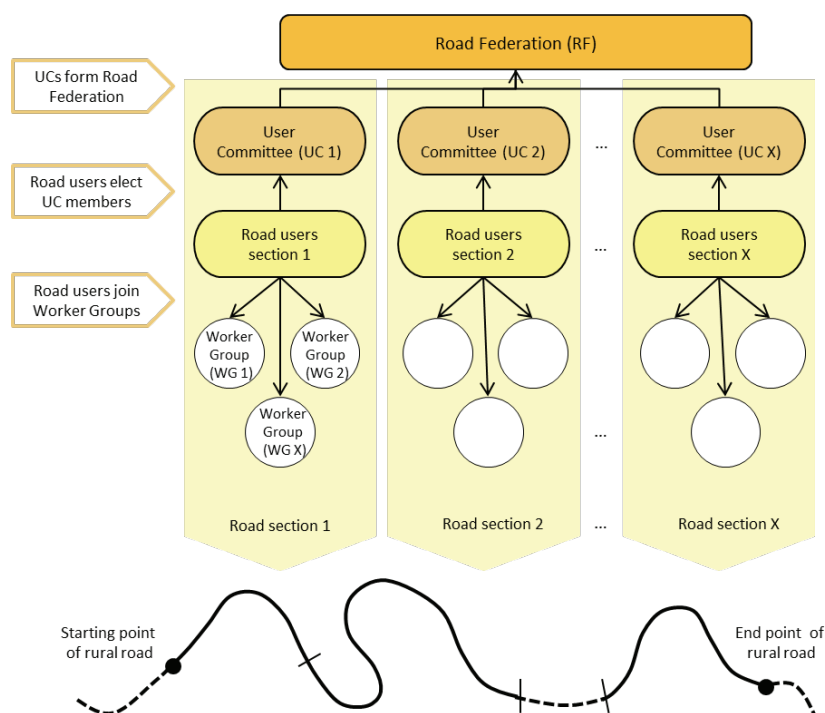 Road Federation (RF)
UCs form Road
Federation
User
Committee (UC 1)
User
Committee (UC 2)
...
User
Committee (UC X)
Road users elect
UC members
Road users
section 1
Road users
section 2
...
Road users
section X
Road users join
Worker Groups
Worker
Group
(WG 1)
Worker
Group
(WG 2)
Worker
Group
(WG X)
...
Road section 1
Road section 2
...
Road section X
Starting point
of rural road
End point of
rural road